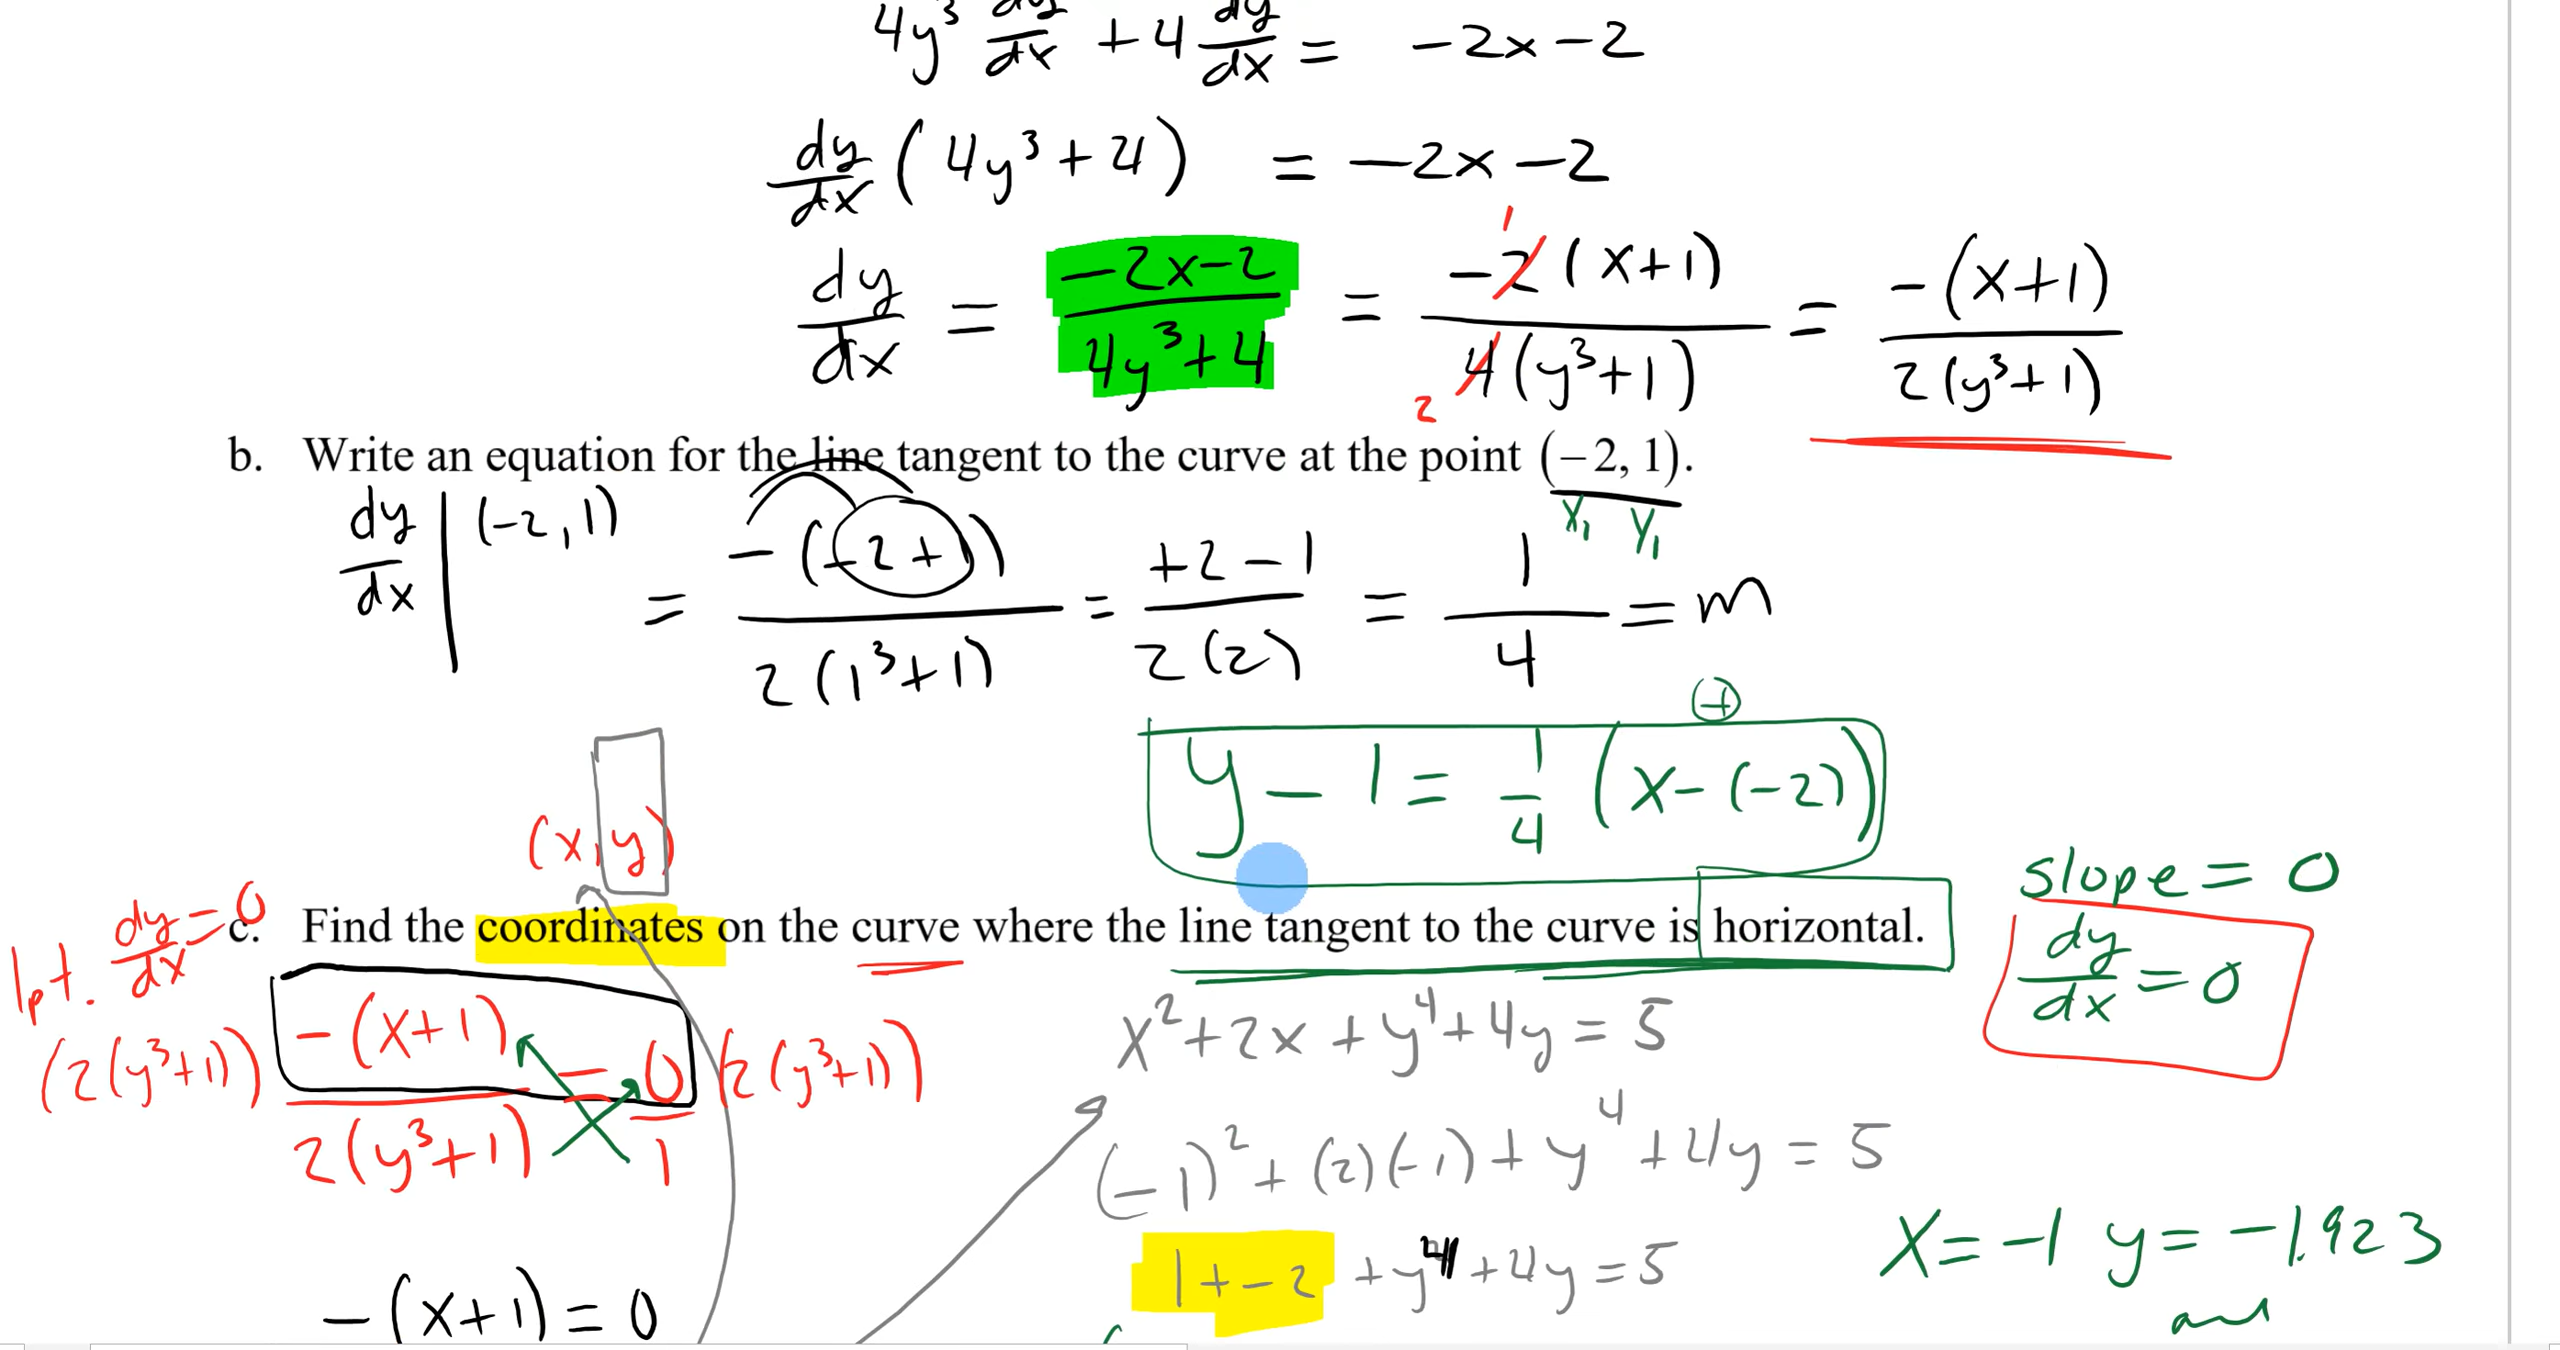 4y³ dy/dx + 4 dy/dx = -2x - 2
dy/dx (4y³ + 4) = -2x - 2
dy/dx = (-2x-2)/(4y³+4) = -2(x+1)/4(y³+1) = -(x+1)/2(y³+1)
1
2
b. Write an equation for the line tangent to the curve at the point (−2, 1).
x₁ y₁
dy/dx | (-2,1) = -(-2+1)/2(1³+1) = +2-1/2(2) = 1/4 = m
+
y - 1 = 1/4 (x - (-2))
(x, y)
slope = 0
dy/dx = 0
c. Find the coordinates on the curve where the line tangent to the curve is horizontal.
dy/dx = 0
1pt.
(2(y³+1)) -(x+1)/2(y³+1) = 0/1 (2(y³+1))
-(x+1) = 0
x² + 2x + y⁴ + 4y = 5
(-1)² + (2)(-1) + y⁴ + 4y = 5
1 + -2 + y⁴ + 4y = 5
x = -1 y = -1.923
and